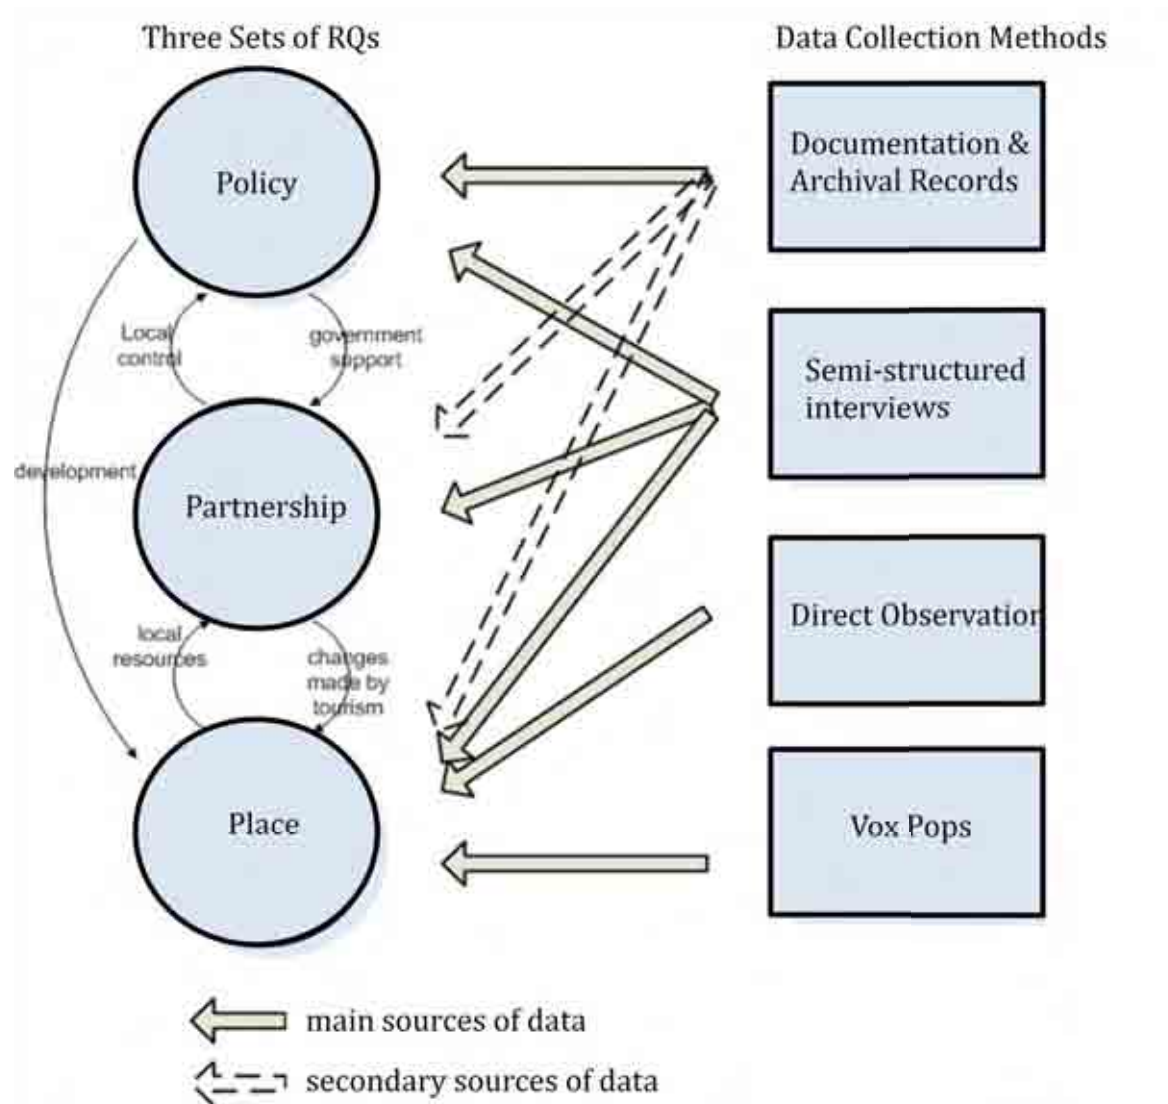 Three Sets of RQs
Data Collection Methods
Policy
Documentation &
Archival Records
Local
control
government
support
Semi-structured
interviews
development
Partnership
Direct Observation
local
resources
changes
made by
tourism
Place
Vox Pops
main sources of data
secondary sources of data